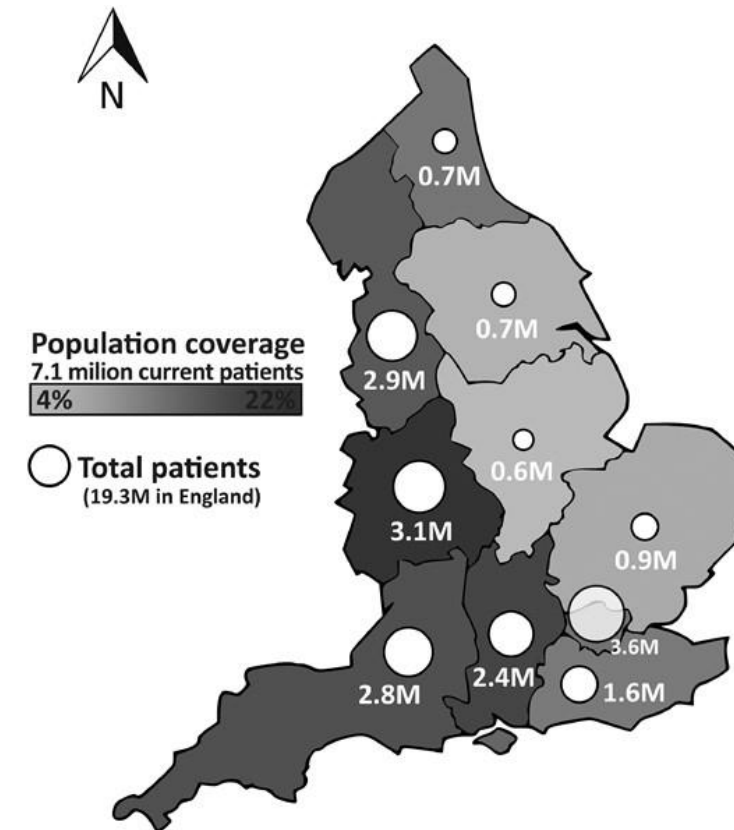 N
0.7M
0.7M
Population coverage
7.1 milion current patients
4% 22%
2.9M
Total patients
(19.3M in England)
0.6M
3.1M
0.9M
3.6M
2.8M
2.4M
1.6M